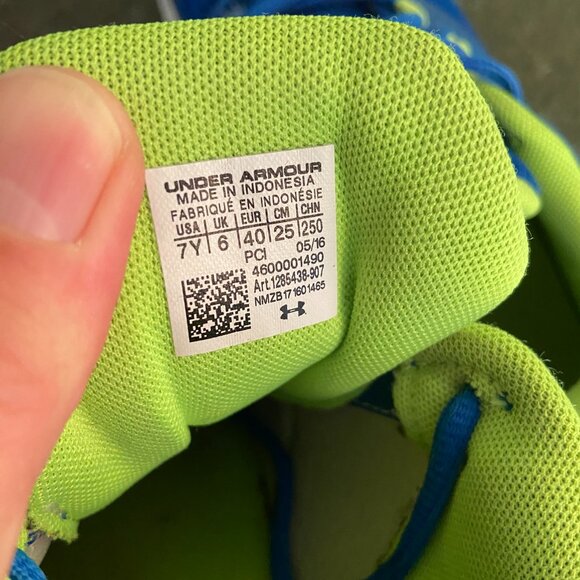 UNDER ARMOUR
MADE IN INDONESIA
FABRIQUÉ EN INDONÉSIE
USA | UK | EUR | CM | CHN
7Y | 6 | 40 | 25 | 250
PCI 05/16
4600001490
Art.1285438-907
NMZB171601465